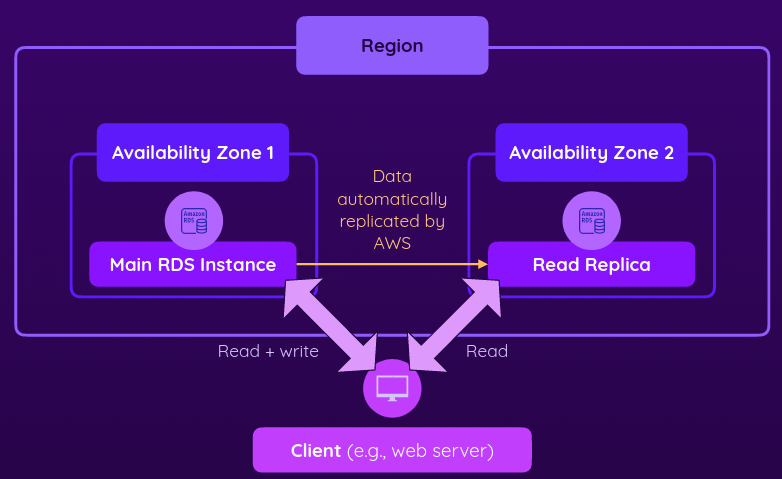 Region
Availability Zone 1
Availability Zone 2
Data
automatically
replicated by
AWS
Amazon
RDS
Amazon
RDS
Main RDS Instance
Read Replica
Read + write
Read
Client (e.g., web server)